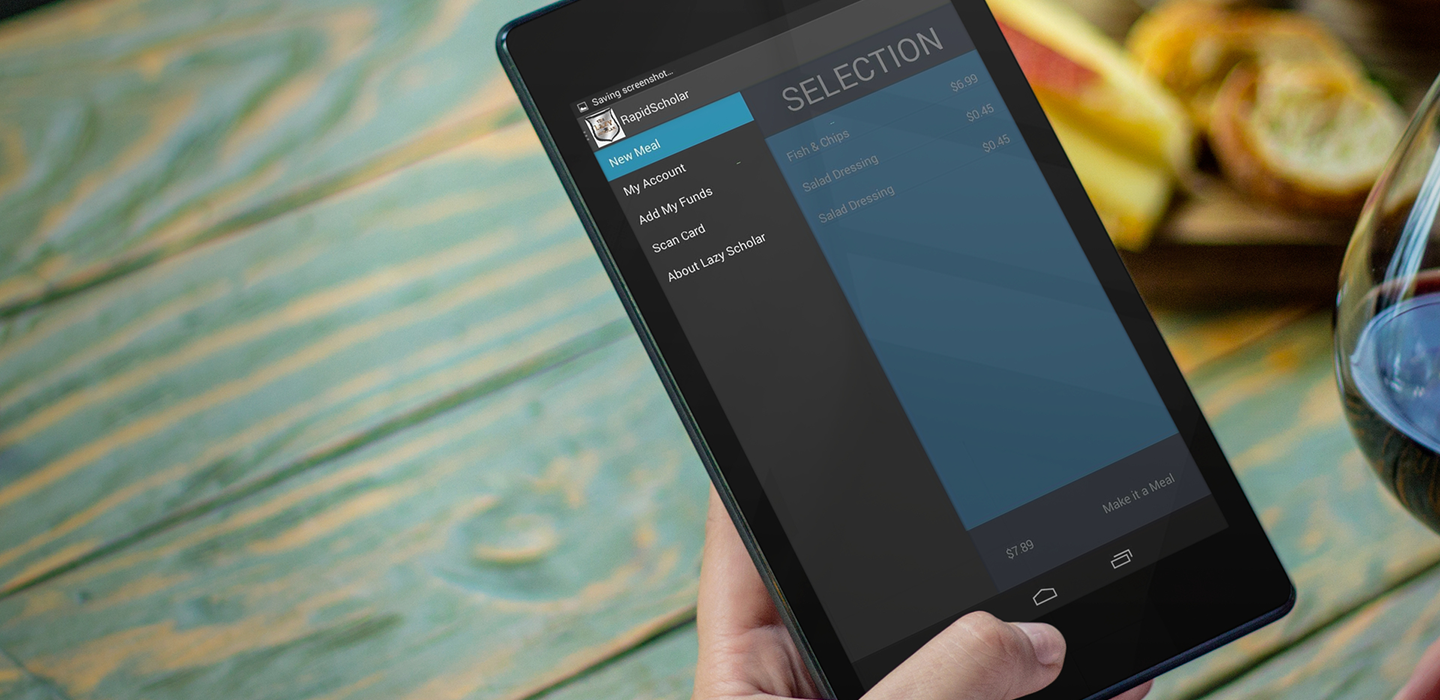 Saving screenshot...
RapidScholar
New Meal
My Account
Add My Funds
Scan Card
About Lazy Scholar
SELECTION
Fish & Chips $6.99
Salad Dressing $0.45
Salad Dressing $0.45
$7.89 Make it a Meal